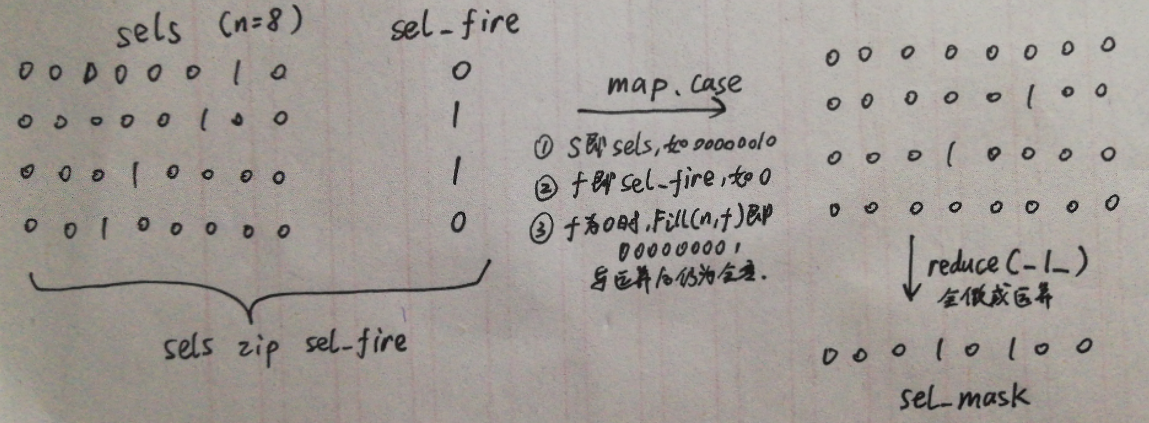 sels (n=8) sel_fire
0 0 0 0 0 0 1 0 0
0 0 0 0 0 1 0 0 1
0 0 0 1 0 0 0 0 1
0 0 1 0 0 0 0 0 0
sels zip sel_fire
map. case
① S即sels,如00000010
② f即sel_fire,如0
③ f为0时,Fill(n,f)即
00000000,
与运算后仍为全零.
0 0 0 0 0 0 0 0
0 0 0 0 0 1 0 0
0 0 0 1 0 0 0 0
0 0 0 0 0 0 0 0
reduce(_|_)
全做或运算
0 0 0 1 0 1 0 0
sel_mask